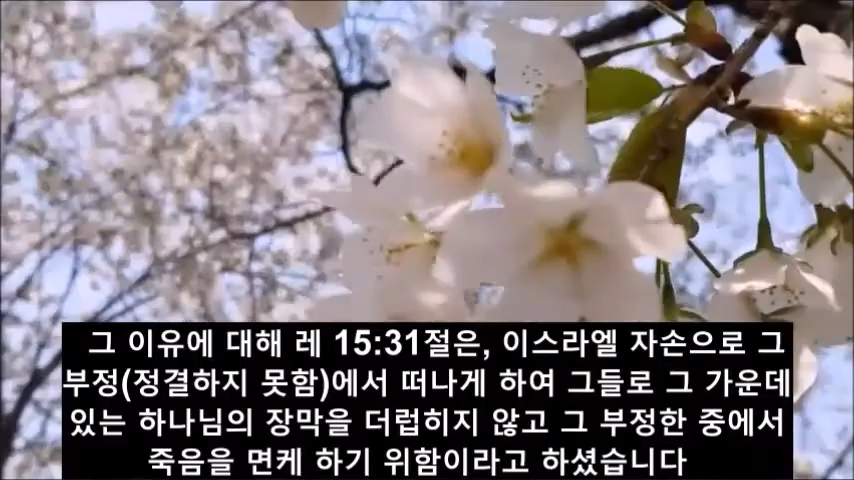 그 이유에 대해 레 15:31절은, 이스라엘 자손으로 그
부정(정결하지 못함)에서 떠나게 하여 그들로 그 가운데
있는 하나님의 장막을 더럽히지 않고 그 부정한 중에서
죽음을 면케 하기 위함이라고 하셨습니다